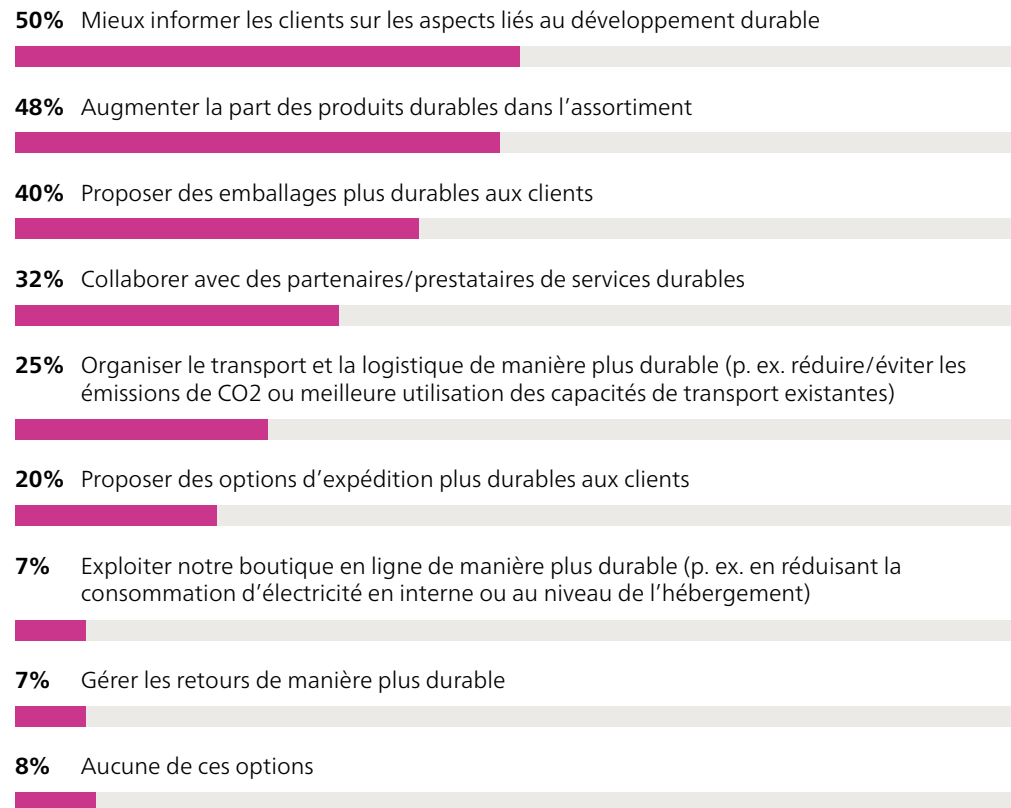 50% Mieux informer les clients sur les aspects liés au développement durable
48% Augmenter la part des produits durables dans l’assortiment
40% Proposer des emballages plus durables aux clients
32% Collaborer avec des partenaires/prestataires de services durables
25% Organiser le transport et la logistique de manière plus durable (p. ex. réduire/éviter les
émissions de CO2 ou meilleure utilisation des capacités de transport existantes)
20% Proposer des options d’expédition plus durables aux clients
7% Exploiter notre boutique en ligne de manière plus durable (p. ex. en réduisant la
consommation d’électricité en interne ou au niveau de l’hébergement)
7% Gérer les retours de manière plus durable
8% Aucune de ces options